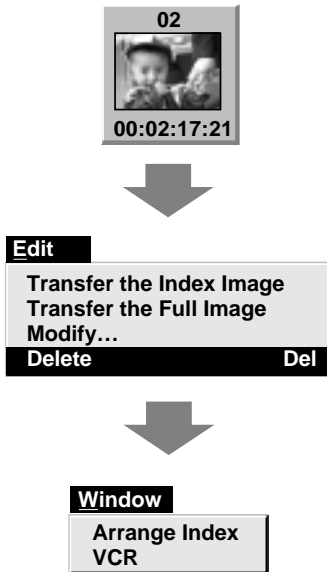 02
00:02:17:21
Edit
Transfer the Index Image
Transfer the Full Image
Modify…
Delete Del
Window
Arrange Index
VCR